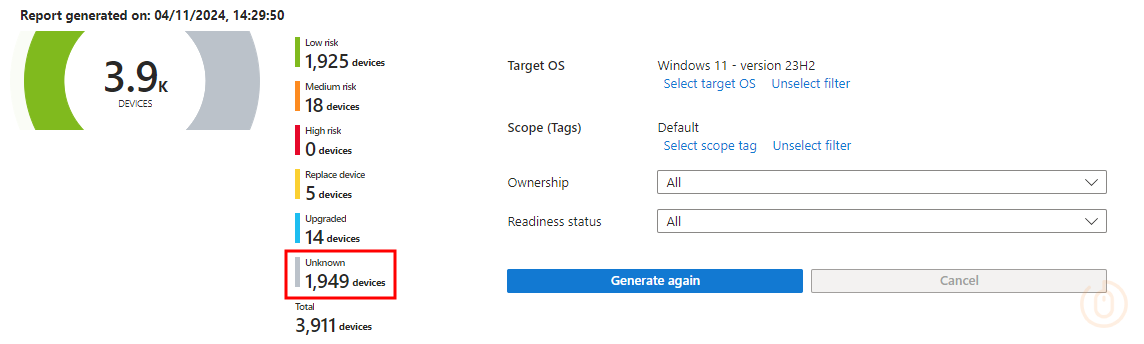 Report generated on: 04/11/2024, 14:29:50
3.9K
DEVICES
Low risk
1,925 devices
Medium risk
18 devices
High risk
0 devices
Replace device
5 devices
Upgraded
14 devices
Unknown
1,949 devices
Total
3,911 devices
Target OS
Windows 11 - version 23H2
Select target OS Unselect filter
Scope (Tags)
Default
Select scope tag Unselect filter
Ownership
All
Readiness status
All
Generate again
Cancel